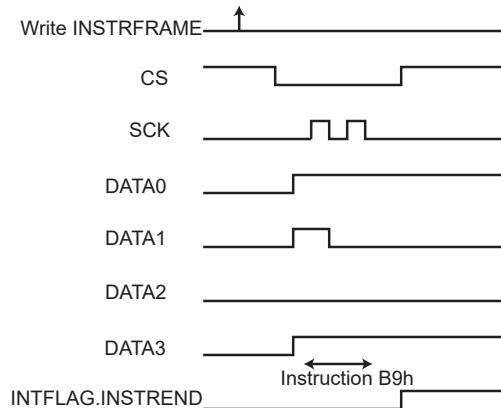 Write INSTRFRAME
CS
SCK
DATA0
DATA1
DATA2
DATA3
Instruction B9h
INTFLAG.INSTREND